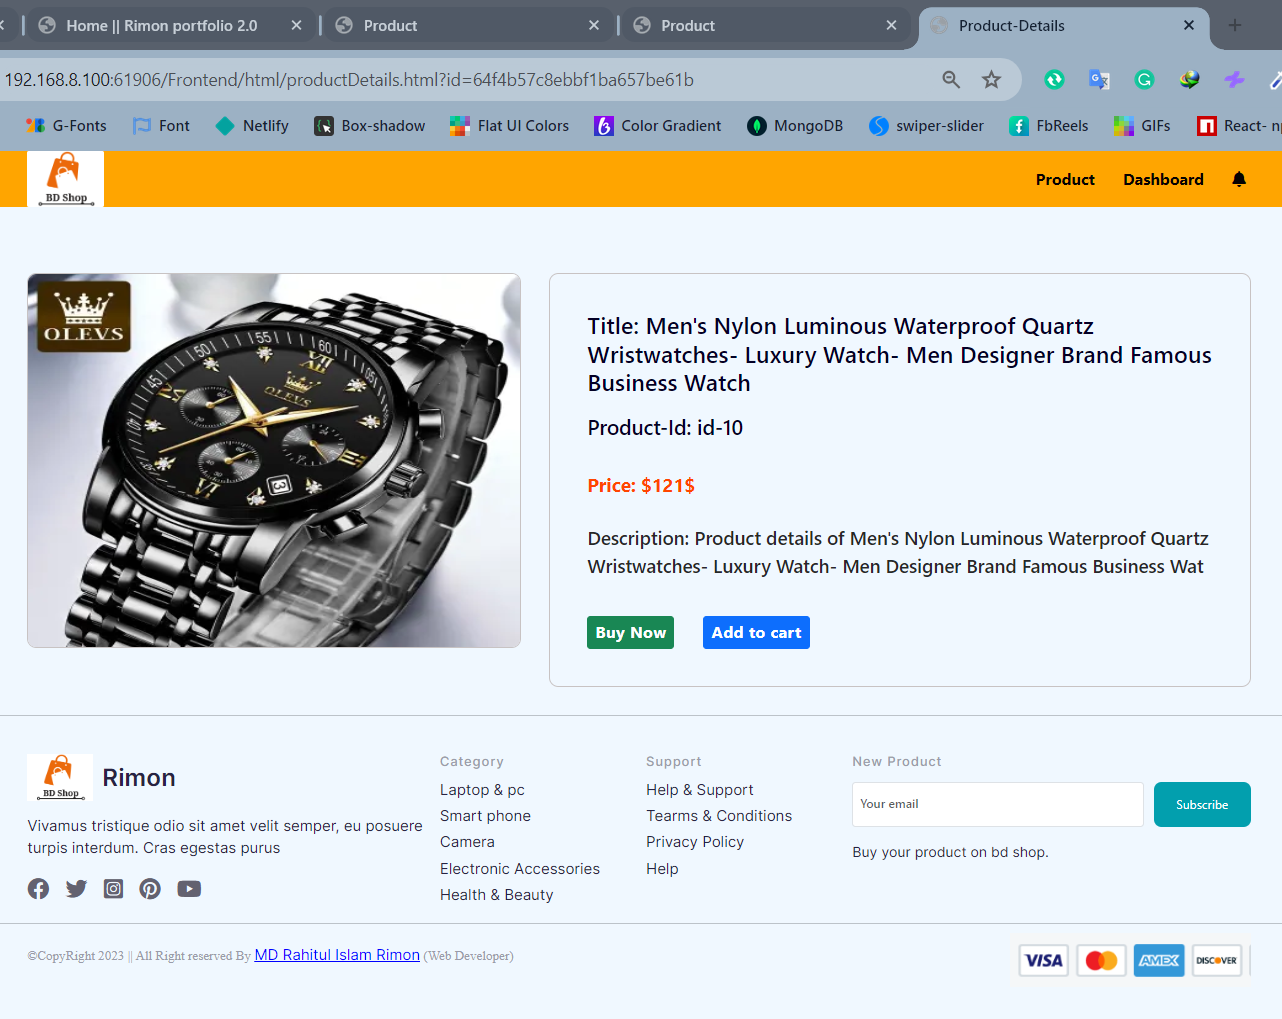 Home || Rimon portfolio 2.0
Product
Product
Product-Details
192.168.8.100:61906/Frontend/html/productDetails.html?id=64f4b57c8ebbf1ba657be61b
G-Fonts
Font
Netlify
Box-shadow
Flat UI Colors
Color Gradient
MongoDB
swiper-slider
FbReels
GIFs
React- np
BD Shop
Product
Dashboard
OLEVS
Title: Men's Nylon Luminous Waterproof Quartz
Wristwatches- Luxury Watch- Men Designer Brand Famous
Business Watch
Product-Id: id-10
Price: $121$
Description: Product details of Men's Nylon Luminous Waterproof Quartz
Wristwatches- Luxury Watch- Men Designer Brand Famous Business Wat
Buy Now
Add to cart
BD Shop
Rimon
Vivamus tristique odio sit amet velit semper, eu posuere
turpis interdum. Cras egestas purus
Category
Laptop & pc
Smart phone
Camera
Electronic Accessories
Health & Beauty
Support
Help & Support
Tearms & Conditions
Privacy Policy
Help
New Product
Your email
Subscribe
Buy your product on bd shop.
©CopyRight 2023 || All Right reserved By MD Rahitul Islam Rimon (Web Developer)
VISA
AMEX
DISCOVER